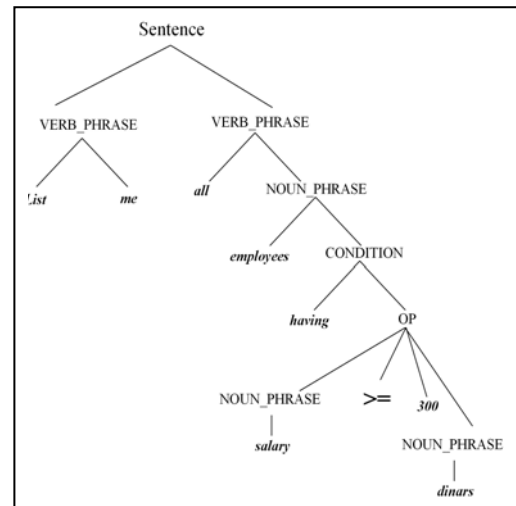 Sentence
VERB_PHRASE VERB_PHRASE
List me all NOUN_PHRASE
employees CONDITION
having OP
NOUN_PHRASE >= 300
salary NOUN_PHRASE
dinars